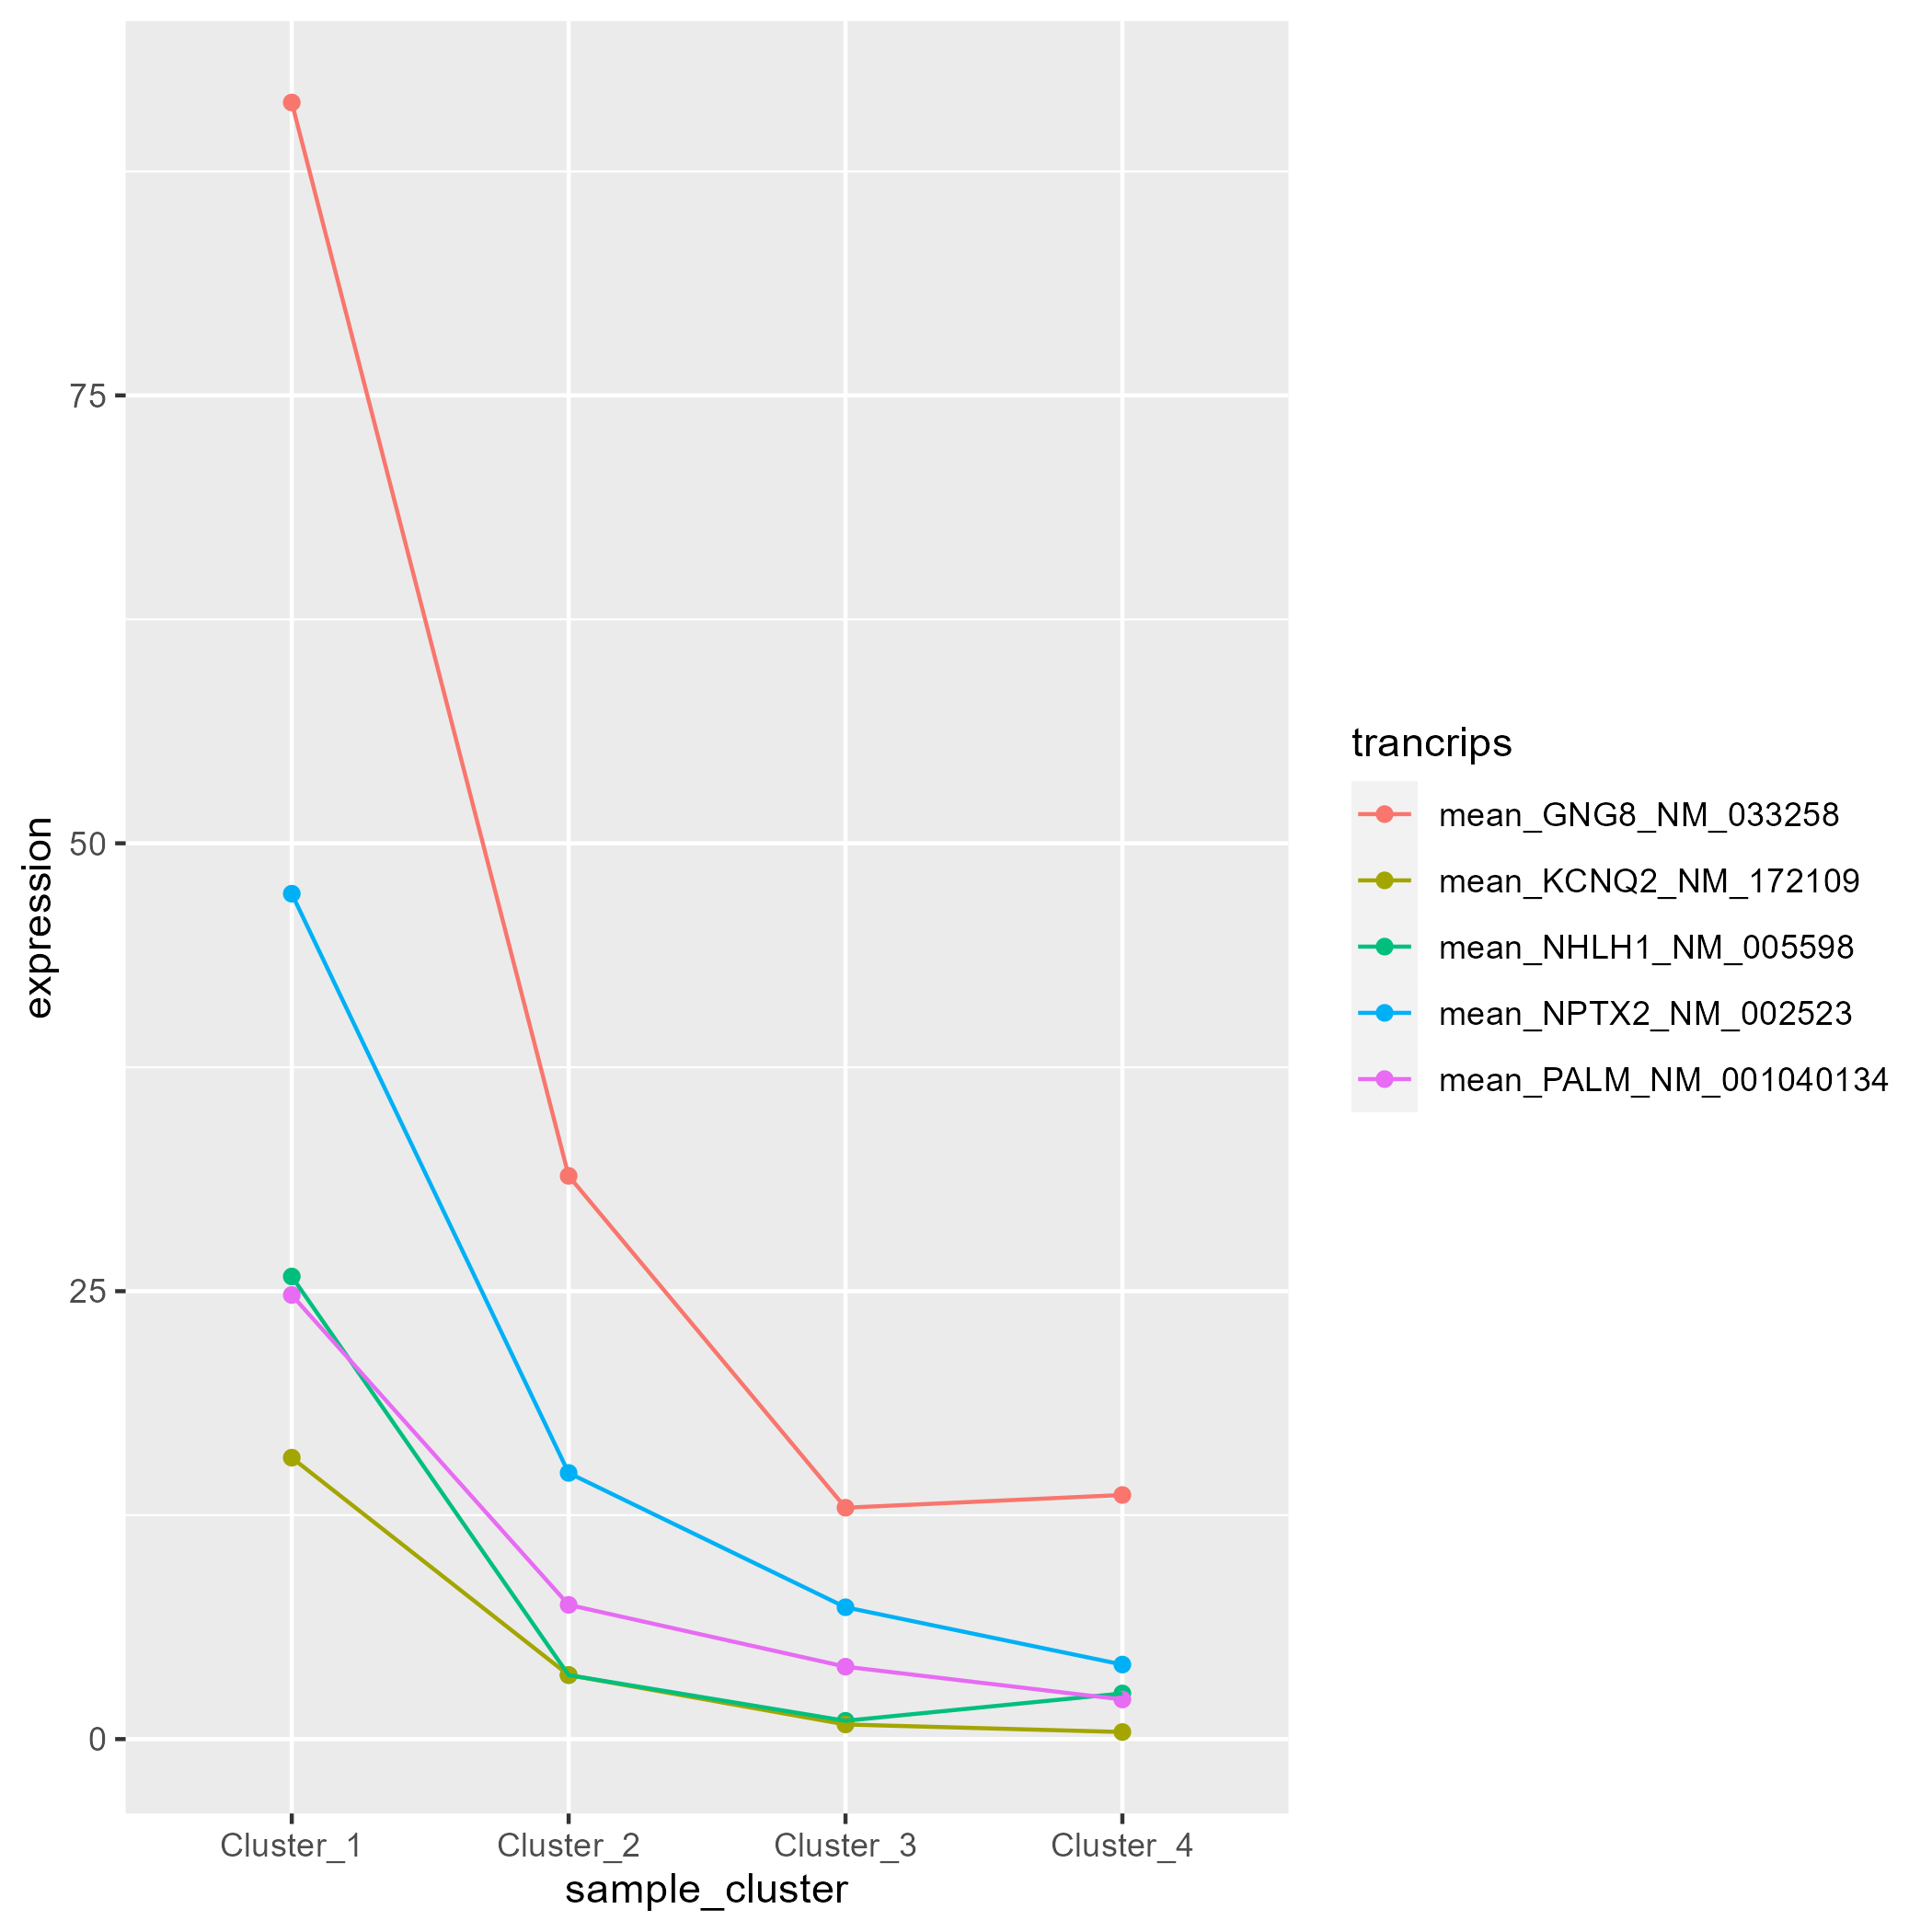 expression
75
50
25
0
Cluster_1 Cluster_2 Cluster_3 Cluster_4
sample_cluster
trancrips
mean_GNG8_NM_033258
mean_KCNQ2_NM_172109
mean_NHLH1_NM_005598
mean_NPTX2_NM_002523
mean_PALM_NM_001040134